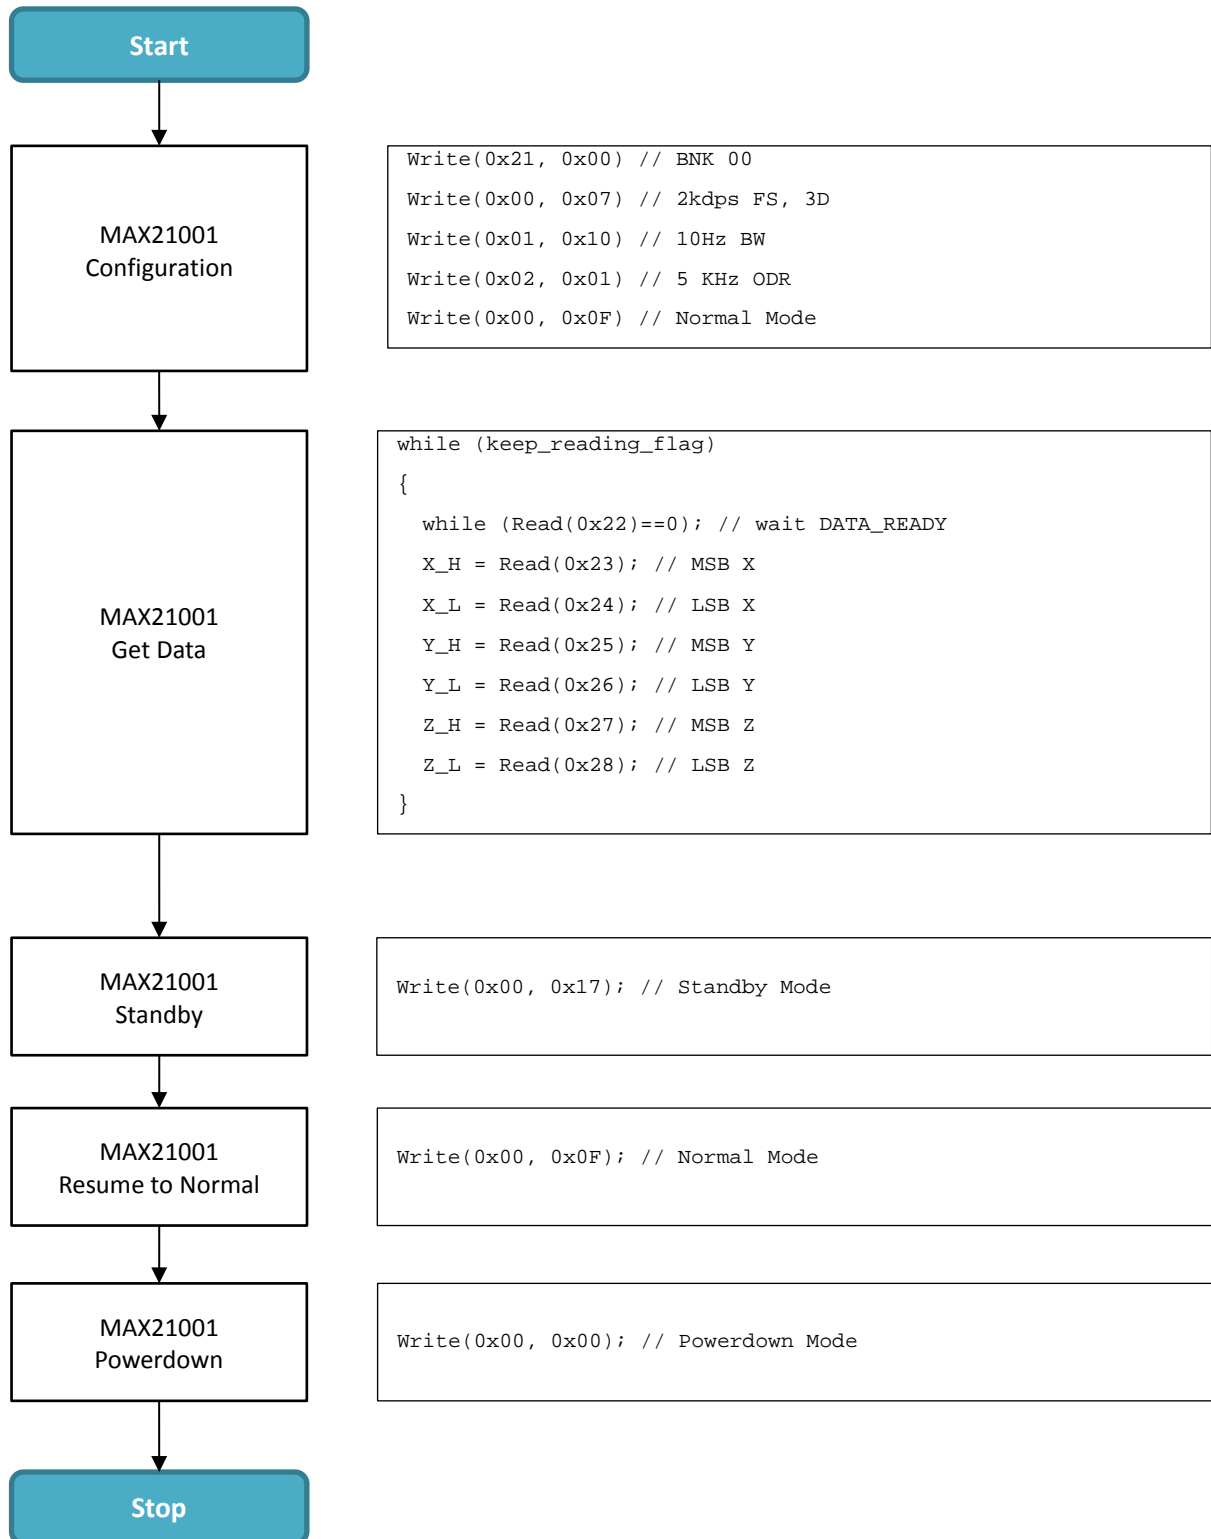 Start
MAX21001
Configuration
Write(0x21, 0x00) // BNK 00
Write(0x00, 0x07) // 2kdps FS, 3D
Write(0x01, 0x10) // 10Hz BW
Write(0x02, 0x01) // 5 KHz ODR
Write(0x00, 0x0F) // Normal Mode
MAX21001
Get Data
while (keep_reading_flag)
{
while (Read(0x22)==0); // wait DATA_READY
X_H = Read(0x23); // MSB X
X_L = Read(0x24); // LSB X
Y_H = Read(0x25); // MSB Y
Y_L = Read(0x26); // LSB Y
Z_H = Read(0x27); // MSB Z
Z_L = Read(0x28); // LSB Z
}
MAX21001
Standby
Write(0x00, 0x17); // Standby Mode
MAX21001
Resume to Normal
Write(0x00, 0x0F); // Normal Mode
MAX21001
Powerdown
Write(0x00, 0x00); // Powerdown Mode
Stop